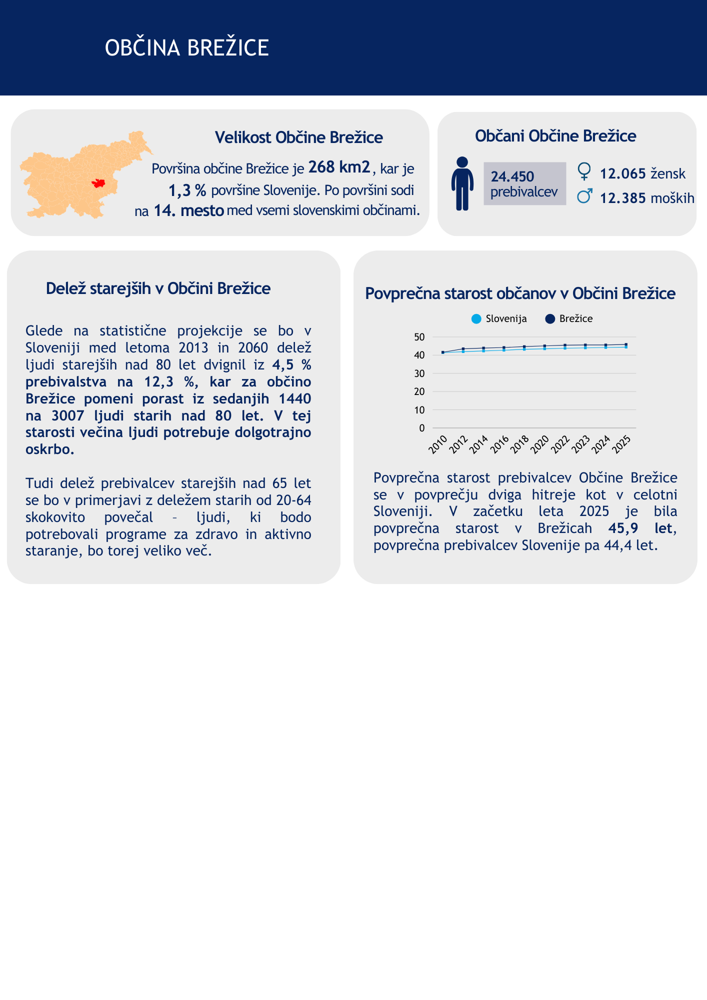 OBČINA BREŽICE
Velikost Občine Brežice
Površina občine Brežice je 268 km2, kar je
1,3 % površine Slovenije. Po površini sodi
na 14. mesto med vsemi slovenskimi občinami.
Občani Občine Brežice
24.450
prebivalcev
12.065 žensk
12.385 moških
Delež starejših v Občini Brežice
Glede na statistične projekcije se bo v
Sloveniji med letoma 2013 in 2060 delež
ljudi starejših nad 80 let dvignil iz 4,5 %
prebivalstva na 12,3 %, kar za občino
Brežice pomeni porast iz sedanjih 1440
na 3007 ljudi starih nad 80 let. V tej
starosti večina ljudi potrebuje dolgotrajno
oskrbo.
Tudi delež prebivalcev starejših nad 65 let
se bo v primerjavi z deležem starih od 20-64
skokovito povečal – ljudi, ki bodo
potrebovali programe za zdravo in aktivno
staranje, bo torej veliko več.
Povprečna starost občanov v Občini Brežice
Slovenija Brežice
50
40
30
20
10
0
2010 2012 2014 2016 2018 2020 2022 2023 2024 2025
Povprečna starost prebivalcev Občine Brežice
se v povprečju dviga hitreje kot v celotni
Sloveniji. V začetku leta 2025 je bila
povprečna starost v Brežicah 45,9 let,
povprečna prebivalcev Slovenije pa 44,4 let.